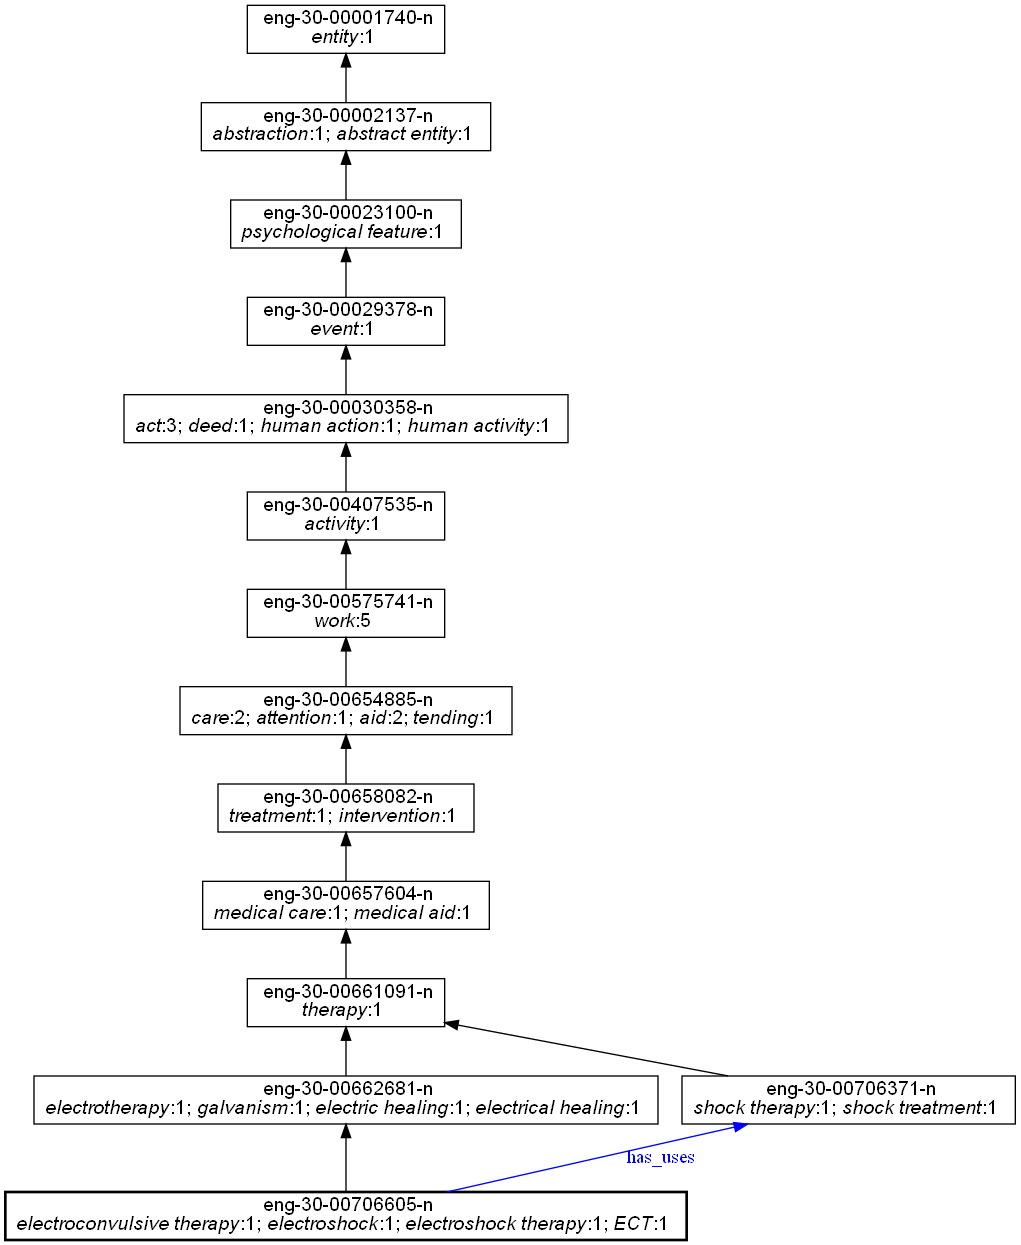 eng-30-00001740-n
entity:1
eng-30-00002137-n
abstraction:1; abstract entity:1
eng-30-00023100-n
psychological feature:1
eng-30-00029378-n
event:1
eng-30-00030358-n
act:3; deed:1; human action:1; human activity:1
eng-30-00407535-n
activity:1
eng-30-00575741-n
work:5
eng-30-00654885-n
care:2; attention:1; aid:2; tending:1
eng-30-00658082-n
treatment:1; intervention:1
eng-30-00657604-n
medical care:1; medical aid:1
eng-30-00661091-n
therapy:1
eng-30-00662681-n
electrotherapy:1; galvanism:1; electric healing:1; electrical healing:1
eng-30-00706371-n
shock therapy:1; shock treatment:1
has_uses
eng-30-00706605-n
electroconvulsive therapy:1; electroshock:1; electroshock therapy:1; ECT:1